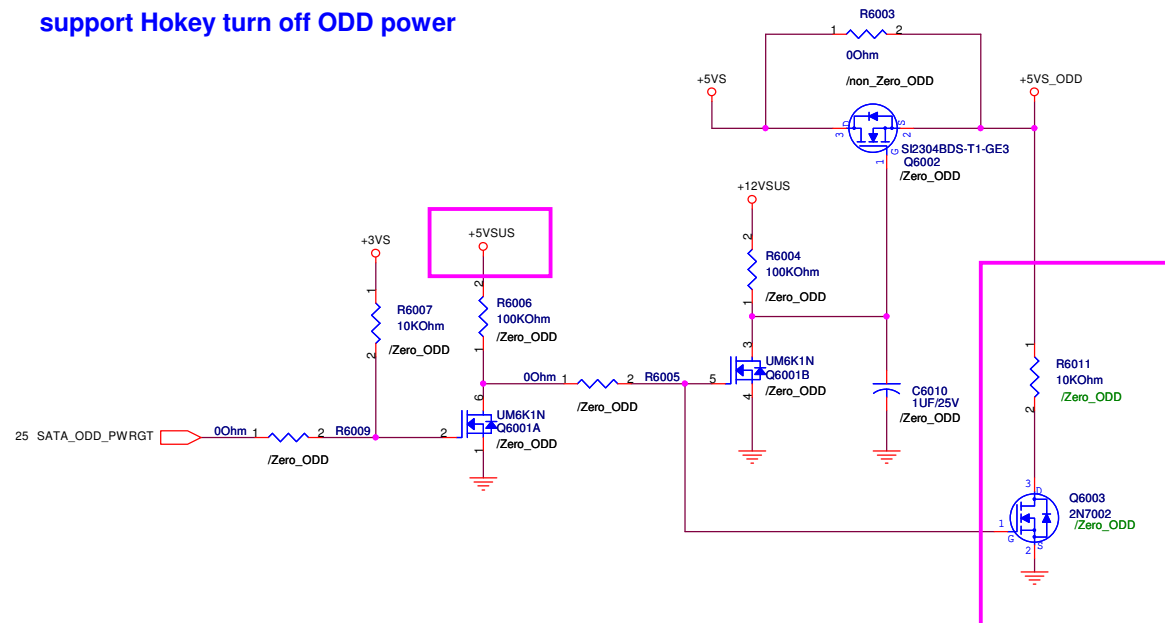 support Hokey turn off ODD power
R6003
1 2
0Ohm
/non_Zero_ODD
+5VS
+5VS_ODD
D
S
3
2
SI2304BDS-T1-GE3
G
1
Q6002
/Zero_ODD
+12VSUS
+5VSUS
+3VS
2
R6004
100KOhm
/Zero_ODD
1
2
R6006
100KOhm
/Zero_ODD
1
1
R6007
10KOhm
/Zero_ODD
2
3
UM6K1N
Q6001B
/Zero_ODD
5
4
0Ohm 1 2 R6005
/Zero_ODD
C6010
1UF/25V
/Zero_ODD
1
R6011
10KOhm
/Zero_ODD
2
6
UM6K1N
Q6001A
/Zero_ODD
2
1
25 SATA_ODD_PWRGT
0Ohm 1 2 R6009
/Zero_ODD
3
D
Q6003
2N7002
/Zero_ODD
1
G
2
S